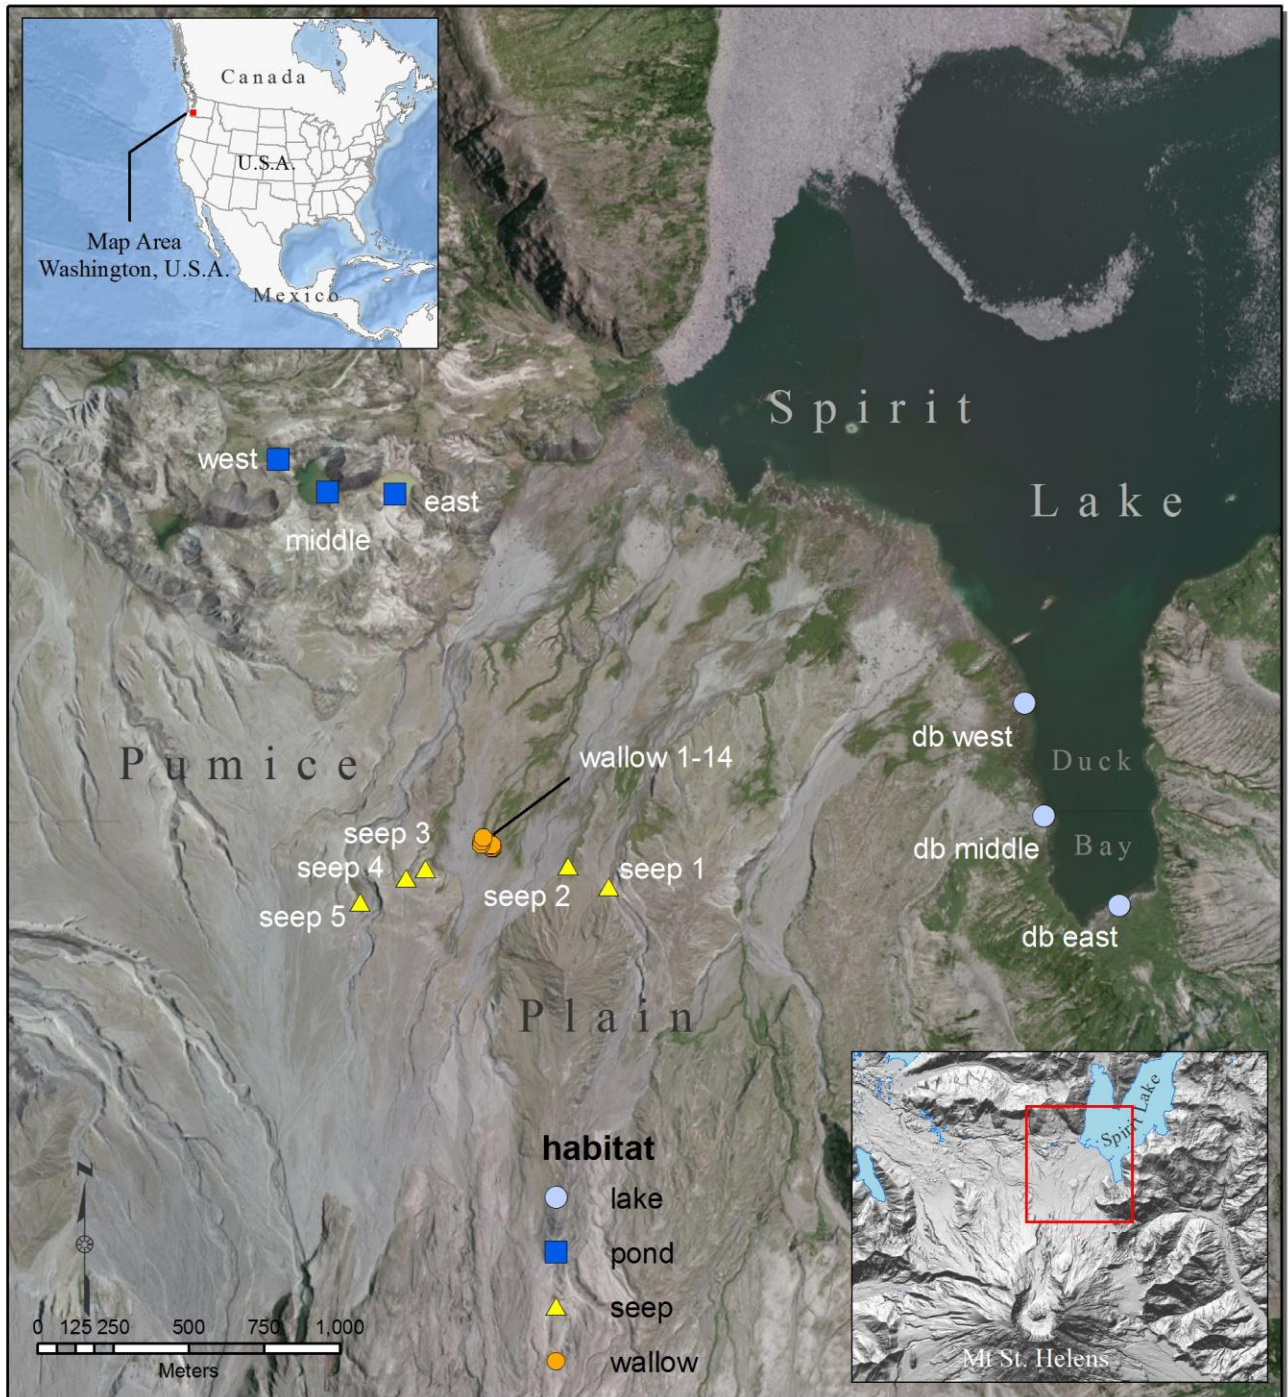 Canada
U.S.A.
Map Area
Washington, U.S.A.
Mexico
Spirit
Lake
west
east
middle
db west
Duck
Pumice
wallow 1-14
db middle
Bay
seep 3
seep 4
seep 1
seep 2
seep 5
db east
Plain
habitat
lake
pond
seep
wallow
N
0 125 250 500 750 1,000
Meters
Spirit Lake
Mt St. Helens